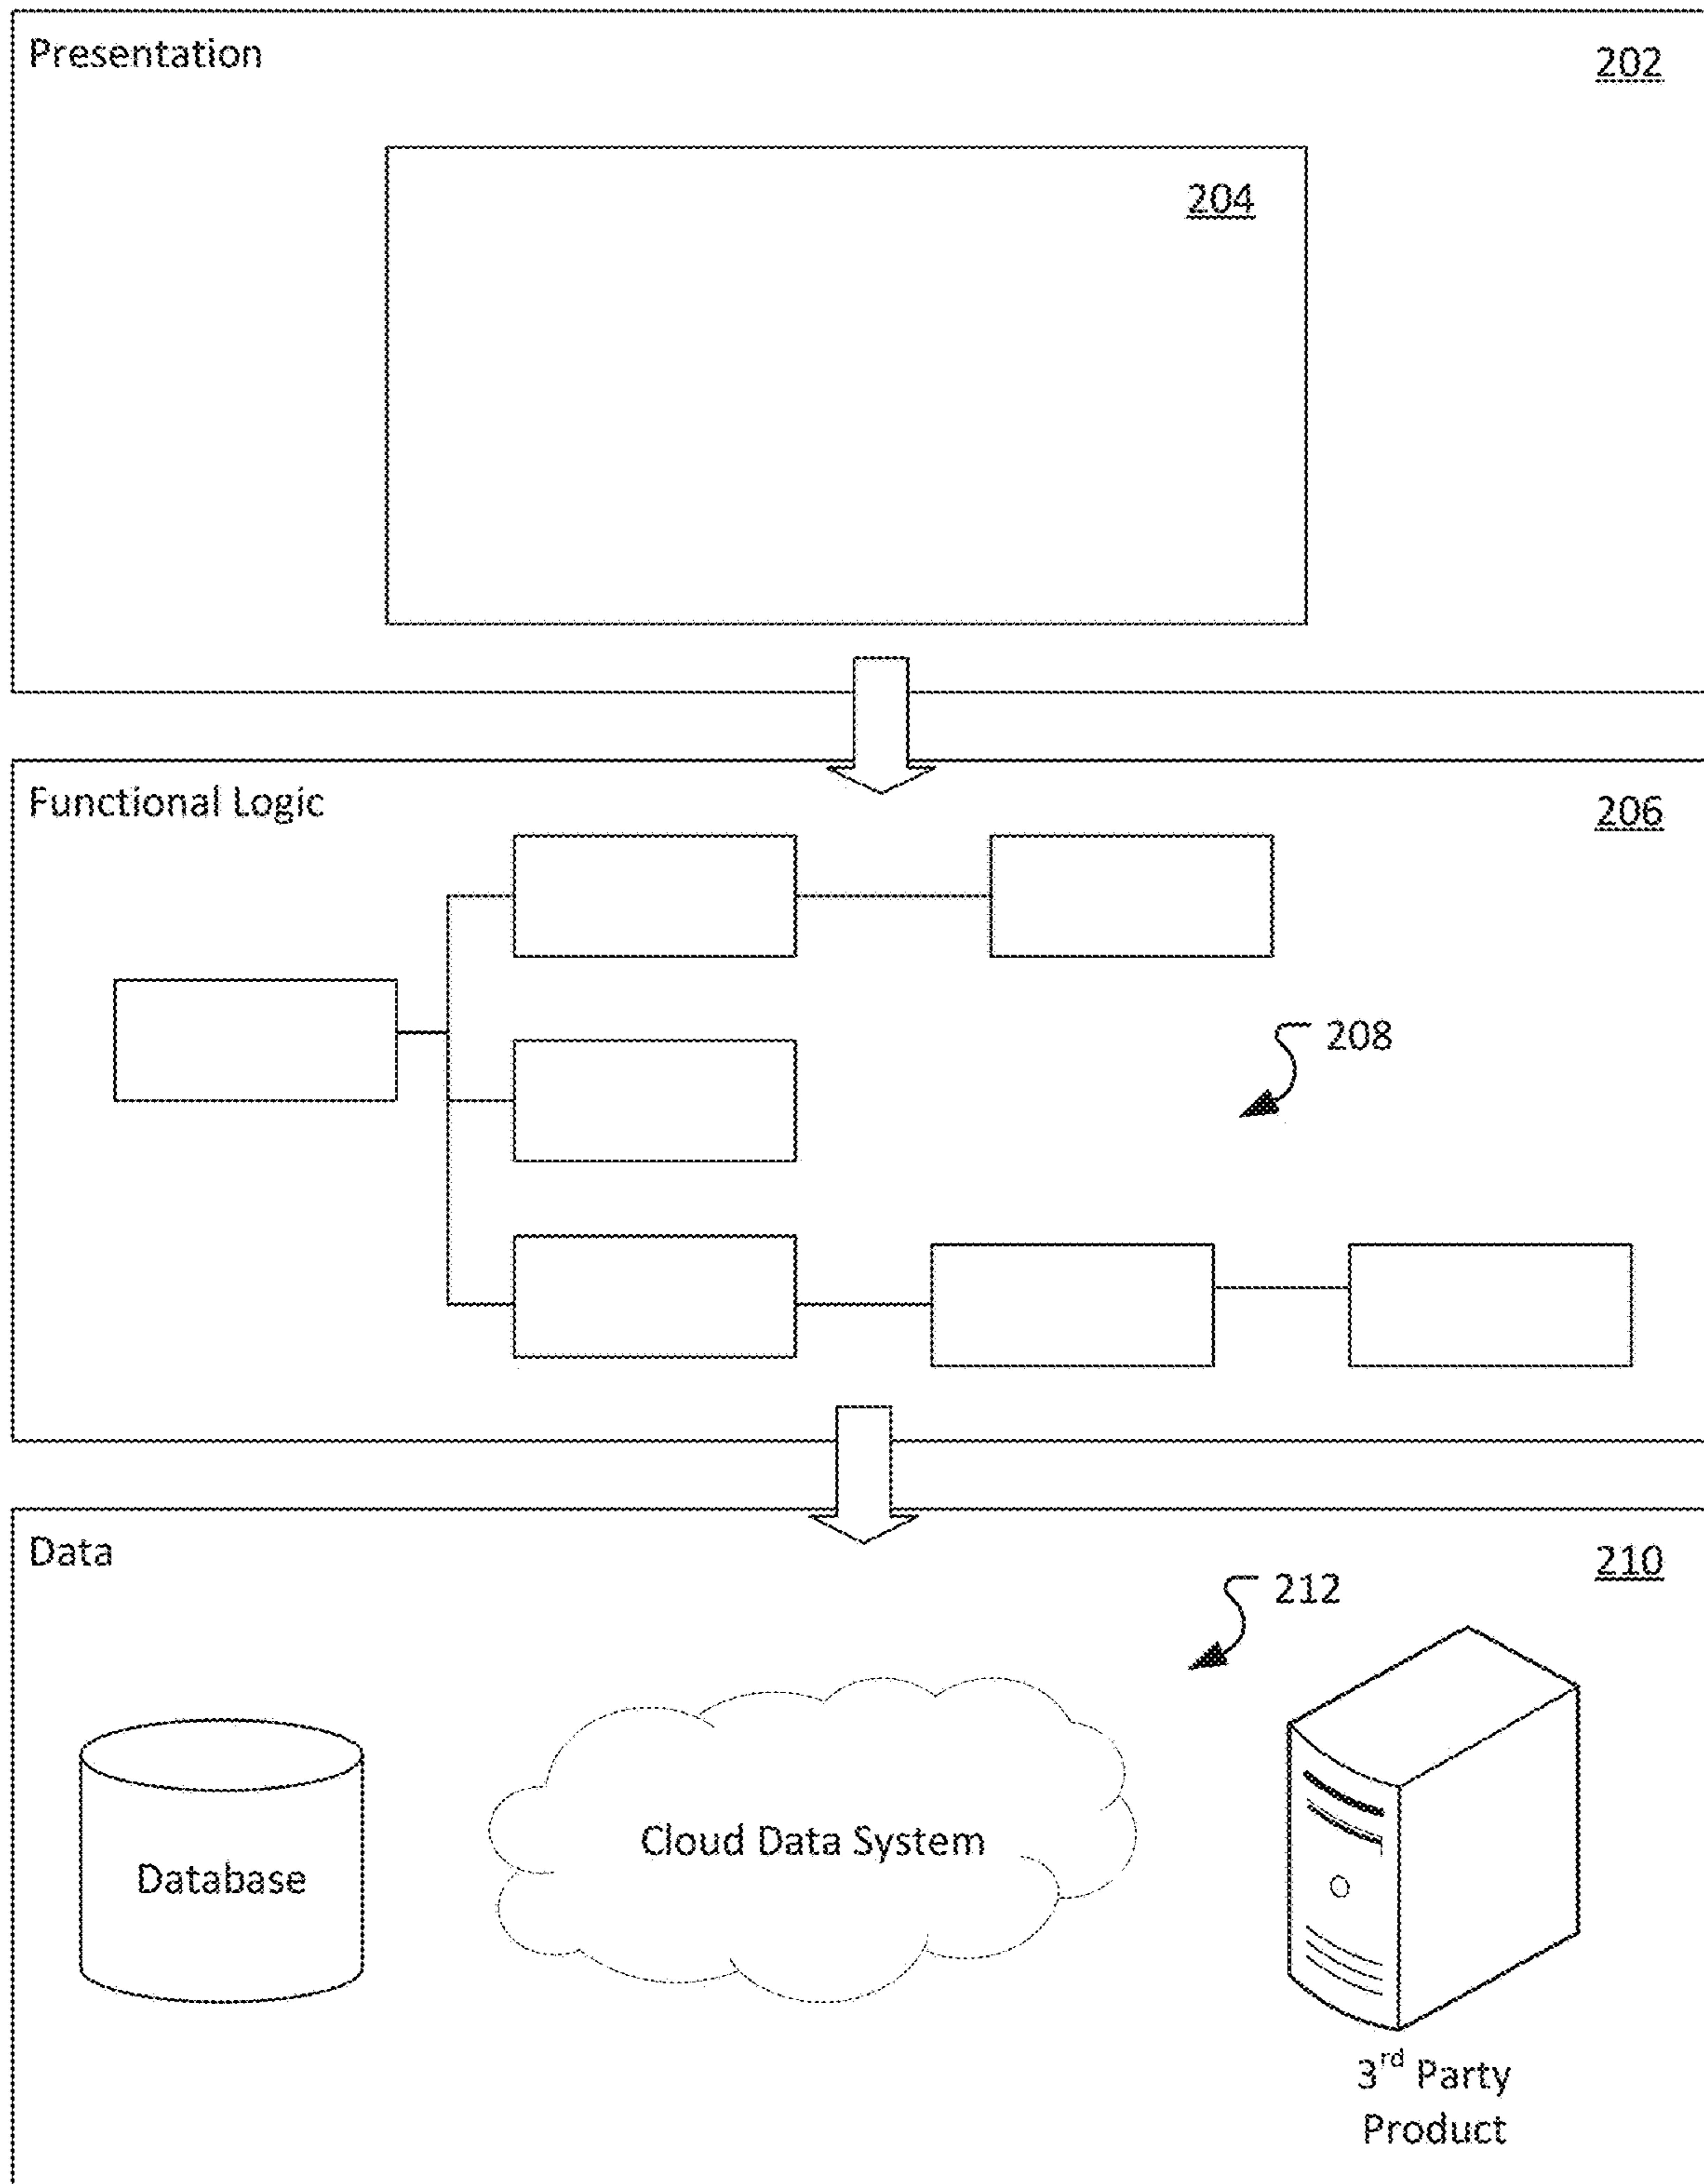 Presentation
202
204
Functional Logic
206
208
Data
210
212
Database
Cloud Data System
3rd Party
Product